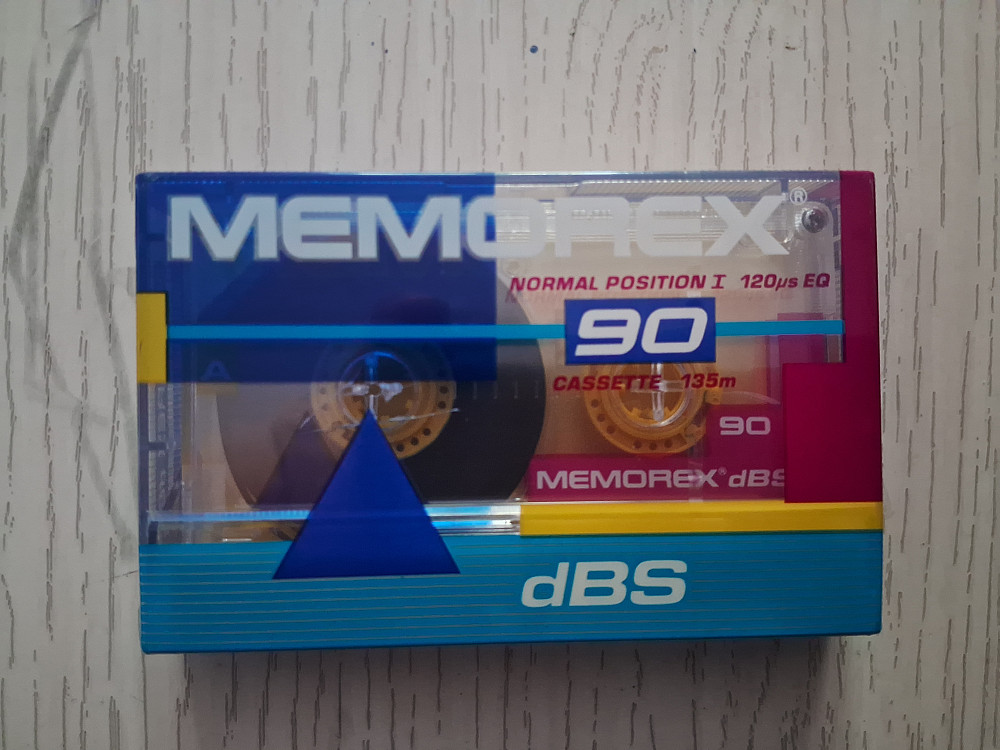 MEMOREX®
NORMAL POSITION I 120µs EQ
90
CASSETTE 135m
A
90
MEMOREX® dBS
dBS